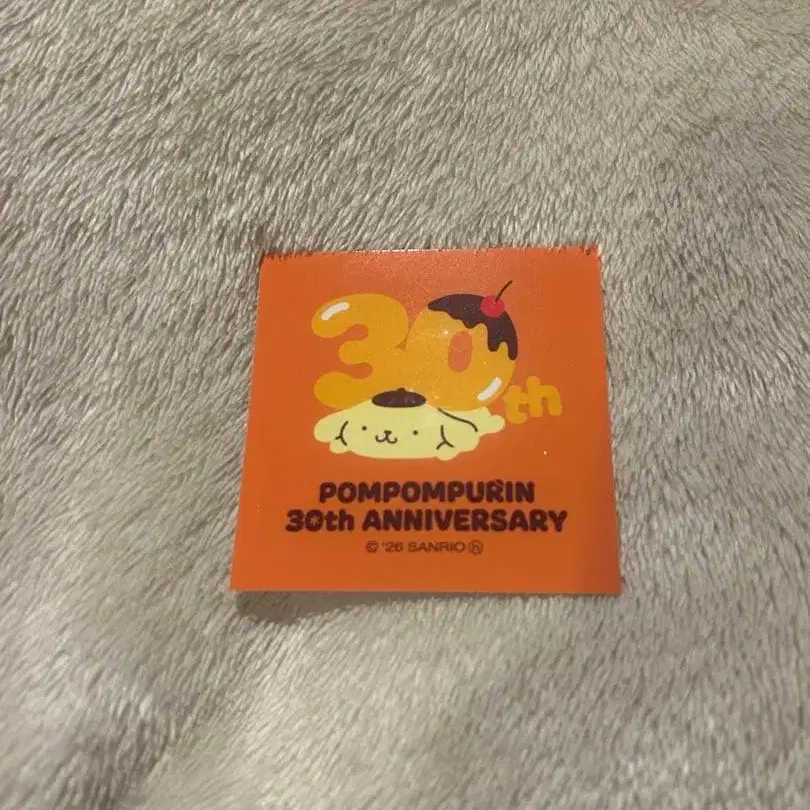 30th
POMPOMPURIN
30th ANNIVERSARY
© '26 SANRIO ⓗ